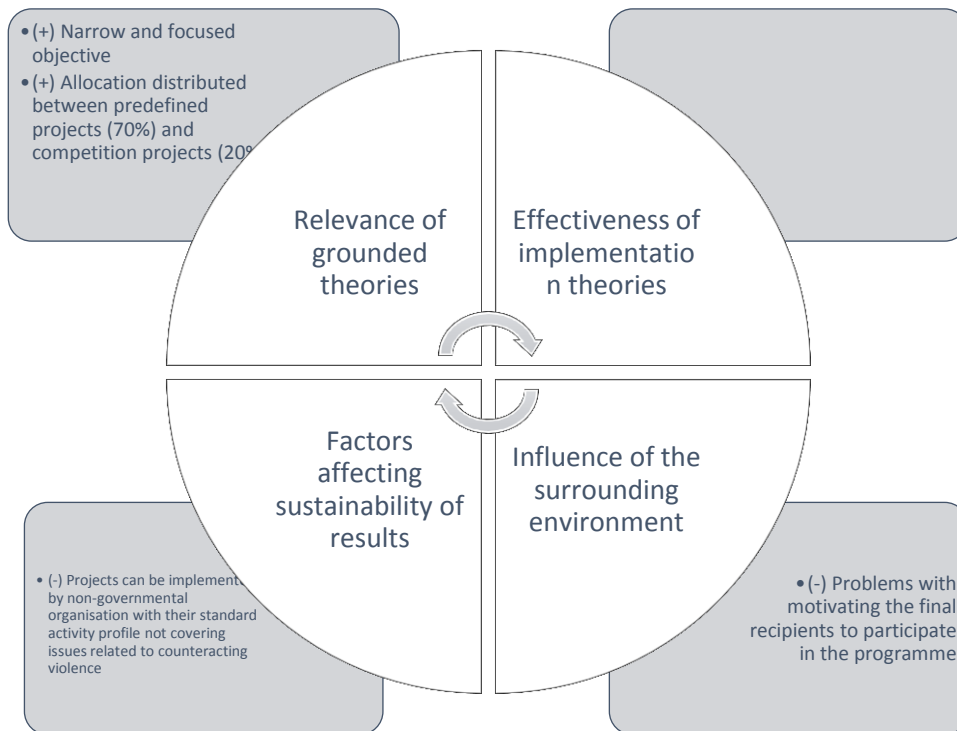 •(+) Narrow and focused
objective
•(+) Allocation distributed
between predefined
projects (70%) and
competition projects (20%
Relevance of
grounded
theories
Effectiveness of
implementatio
n theories
Factors
affecting
sustainability of
results
Influence of the
surrounding
environment
• (-) Projects can be implemente
by non-governmental
organisation with their standard
activity profile not covering
issues related to counteracting
violence
•(-) Problems with
motivating the final
recipients to participate
in the programme